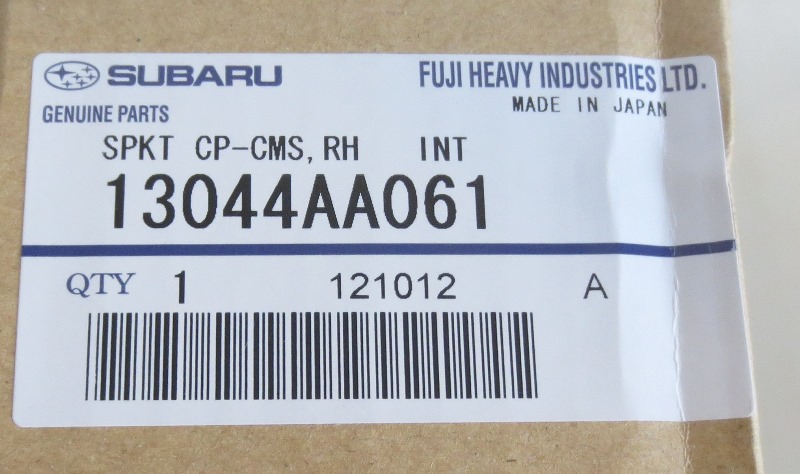 SUBARU FUJI HEAVY INDUSTRIES LTD.
GENUINE PARTS MADE IN JAPAN
SPKT CP-CMS, RH INT
13044AA061
QTY 1 121012 A